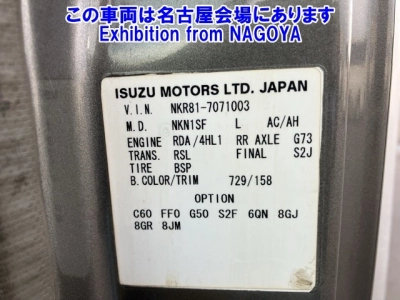 この車両は名古屋会場にあります
Exhibition from NAGOYA
ISUZU MOTORS LTD. JAPAN
V.I.N. NKR81-7071003
M.D. NKN1SF L AC/AH
ENGINE RDA/4HL1 RR AXLE G73
TRANS. RSL FINAL S2J
TIRE BSP
B.COLOR/TRIM 729/158
OPTION
C60 FF0 G50 S2F 6QN 8GJ
8GR 8JM